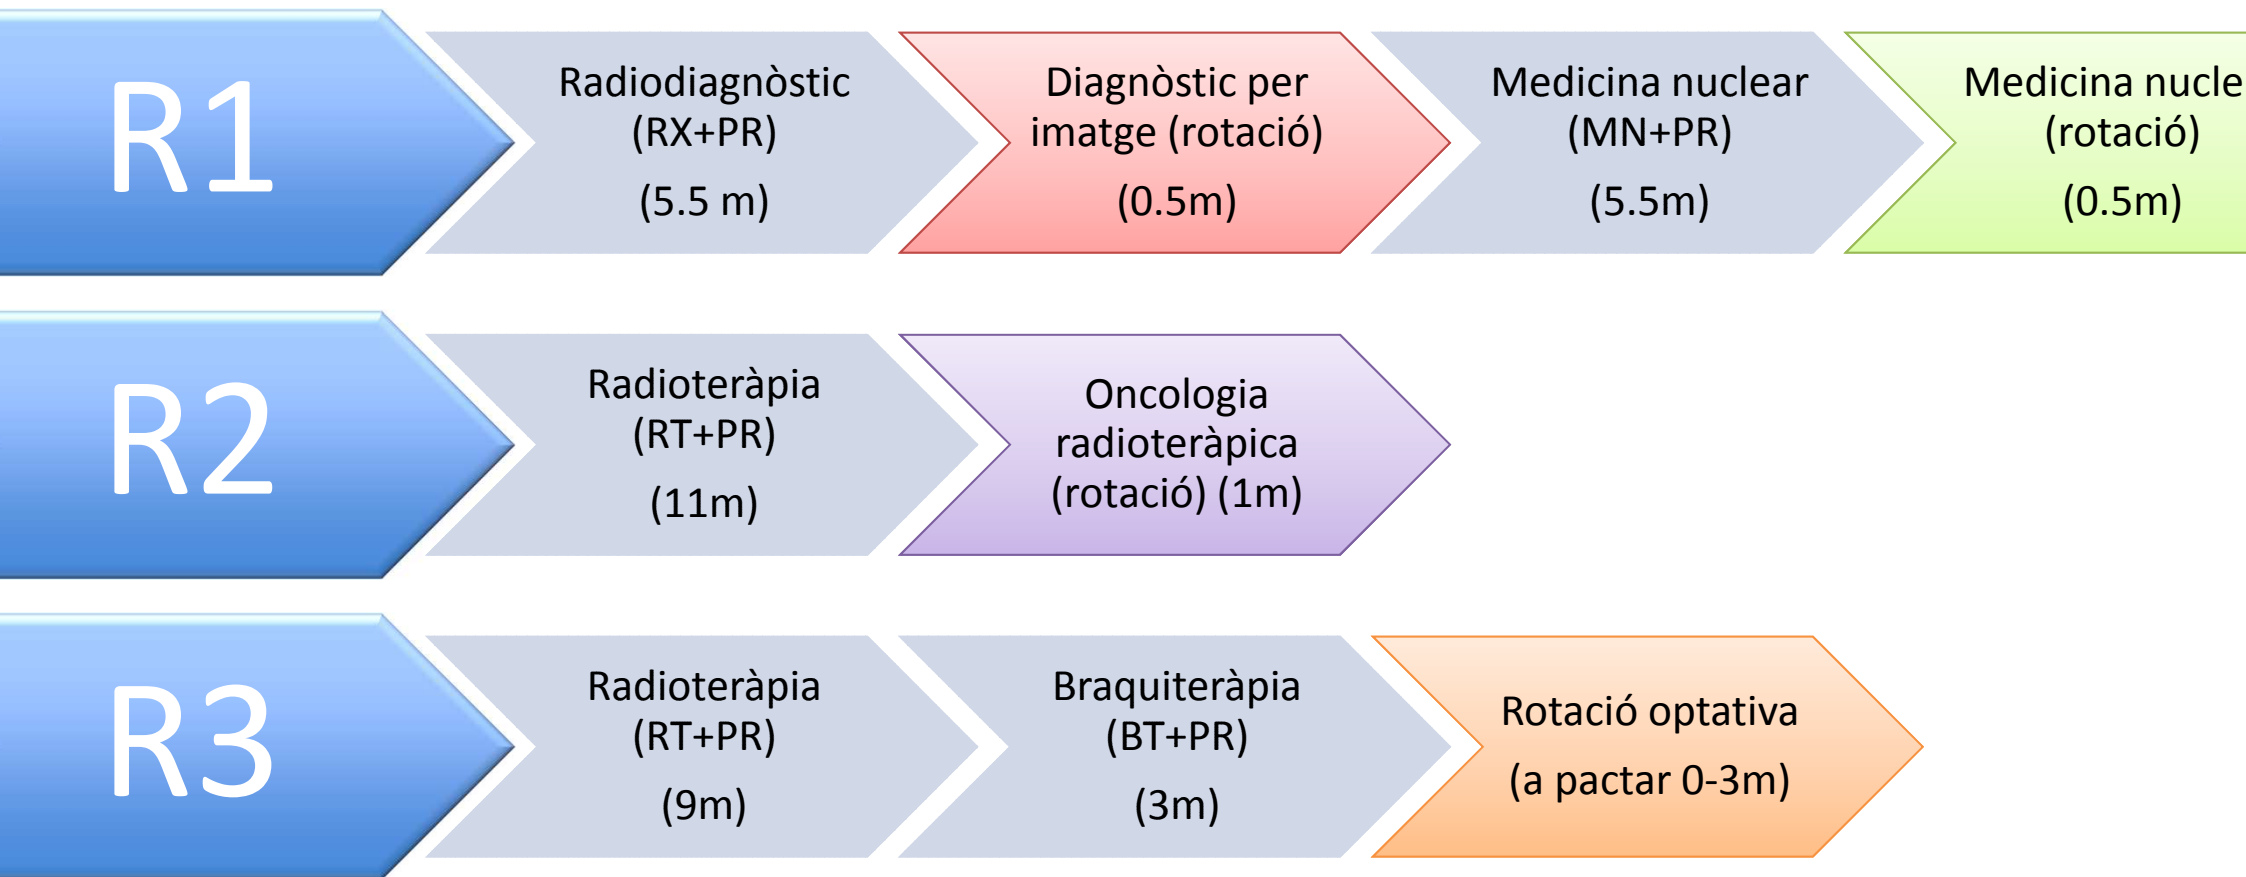 R1
Radiodiagnòstic
(RX+PR)
(5.5 m)
Diagnòstic per
imatge (rotació)
(0.5m)
Medicina nuclear
(MN+PR)
(5.5m)
Medicina nucle
(rotació)
(0.5m)
R2
Radioteràpia
(RT+PR)
(11m)
Oncologia
radioteràpica
(rotació) (1m)
R3
Radioteràpia
(RT+PR)
(9m)
Braquiteràpia
(BT+PR)
(3m)
Rotació optativa
(a pactar 0-3m)